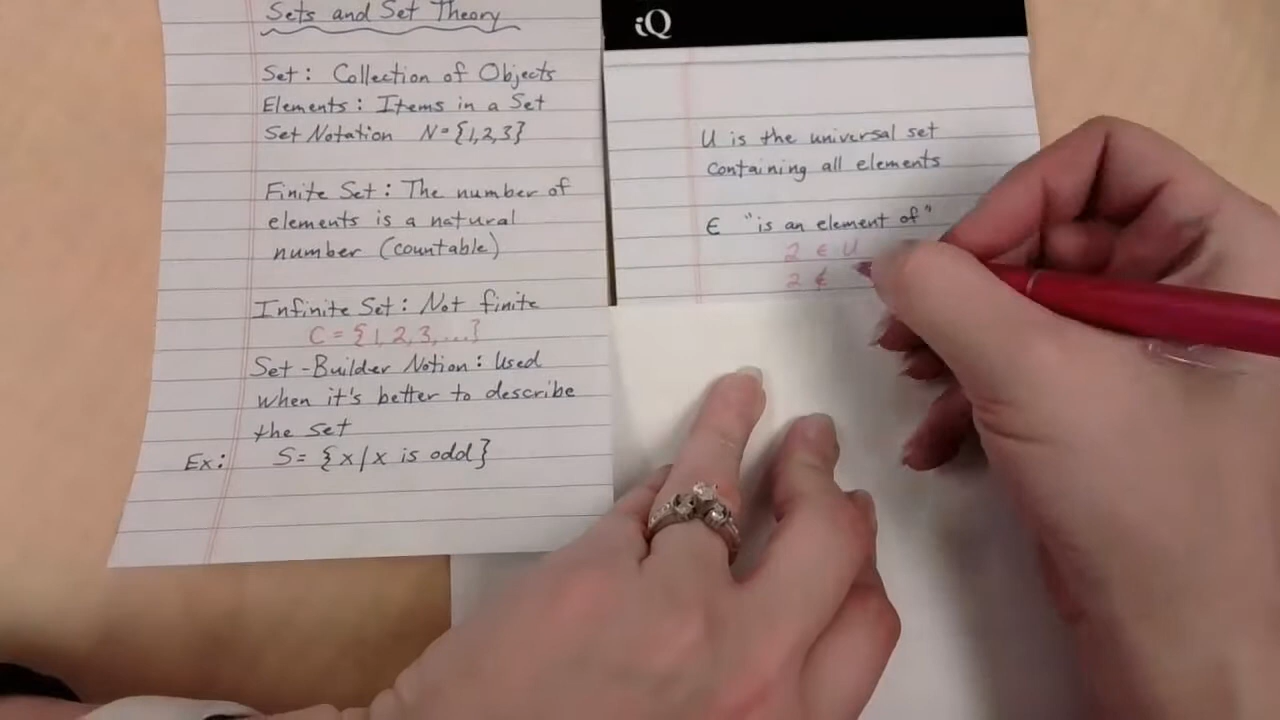 Sets and Set Theory
Set: Collection of Objects
Elements: Items in a Set
Set Notation N={1,2,3}
Finite Set: The number of
elements is a natural
number (countable)
Infinite Set: Not finite
C={1,2,3,...}
Set-Builder Notion: Used
when it's better to describe
the set
Ex: S= {x/x is odd}
iQ
U is the universal set
containing all elements
∈ "is an element of"
2 ∈ U
2 ∉